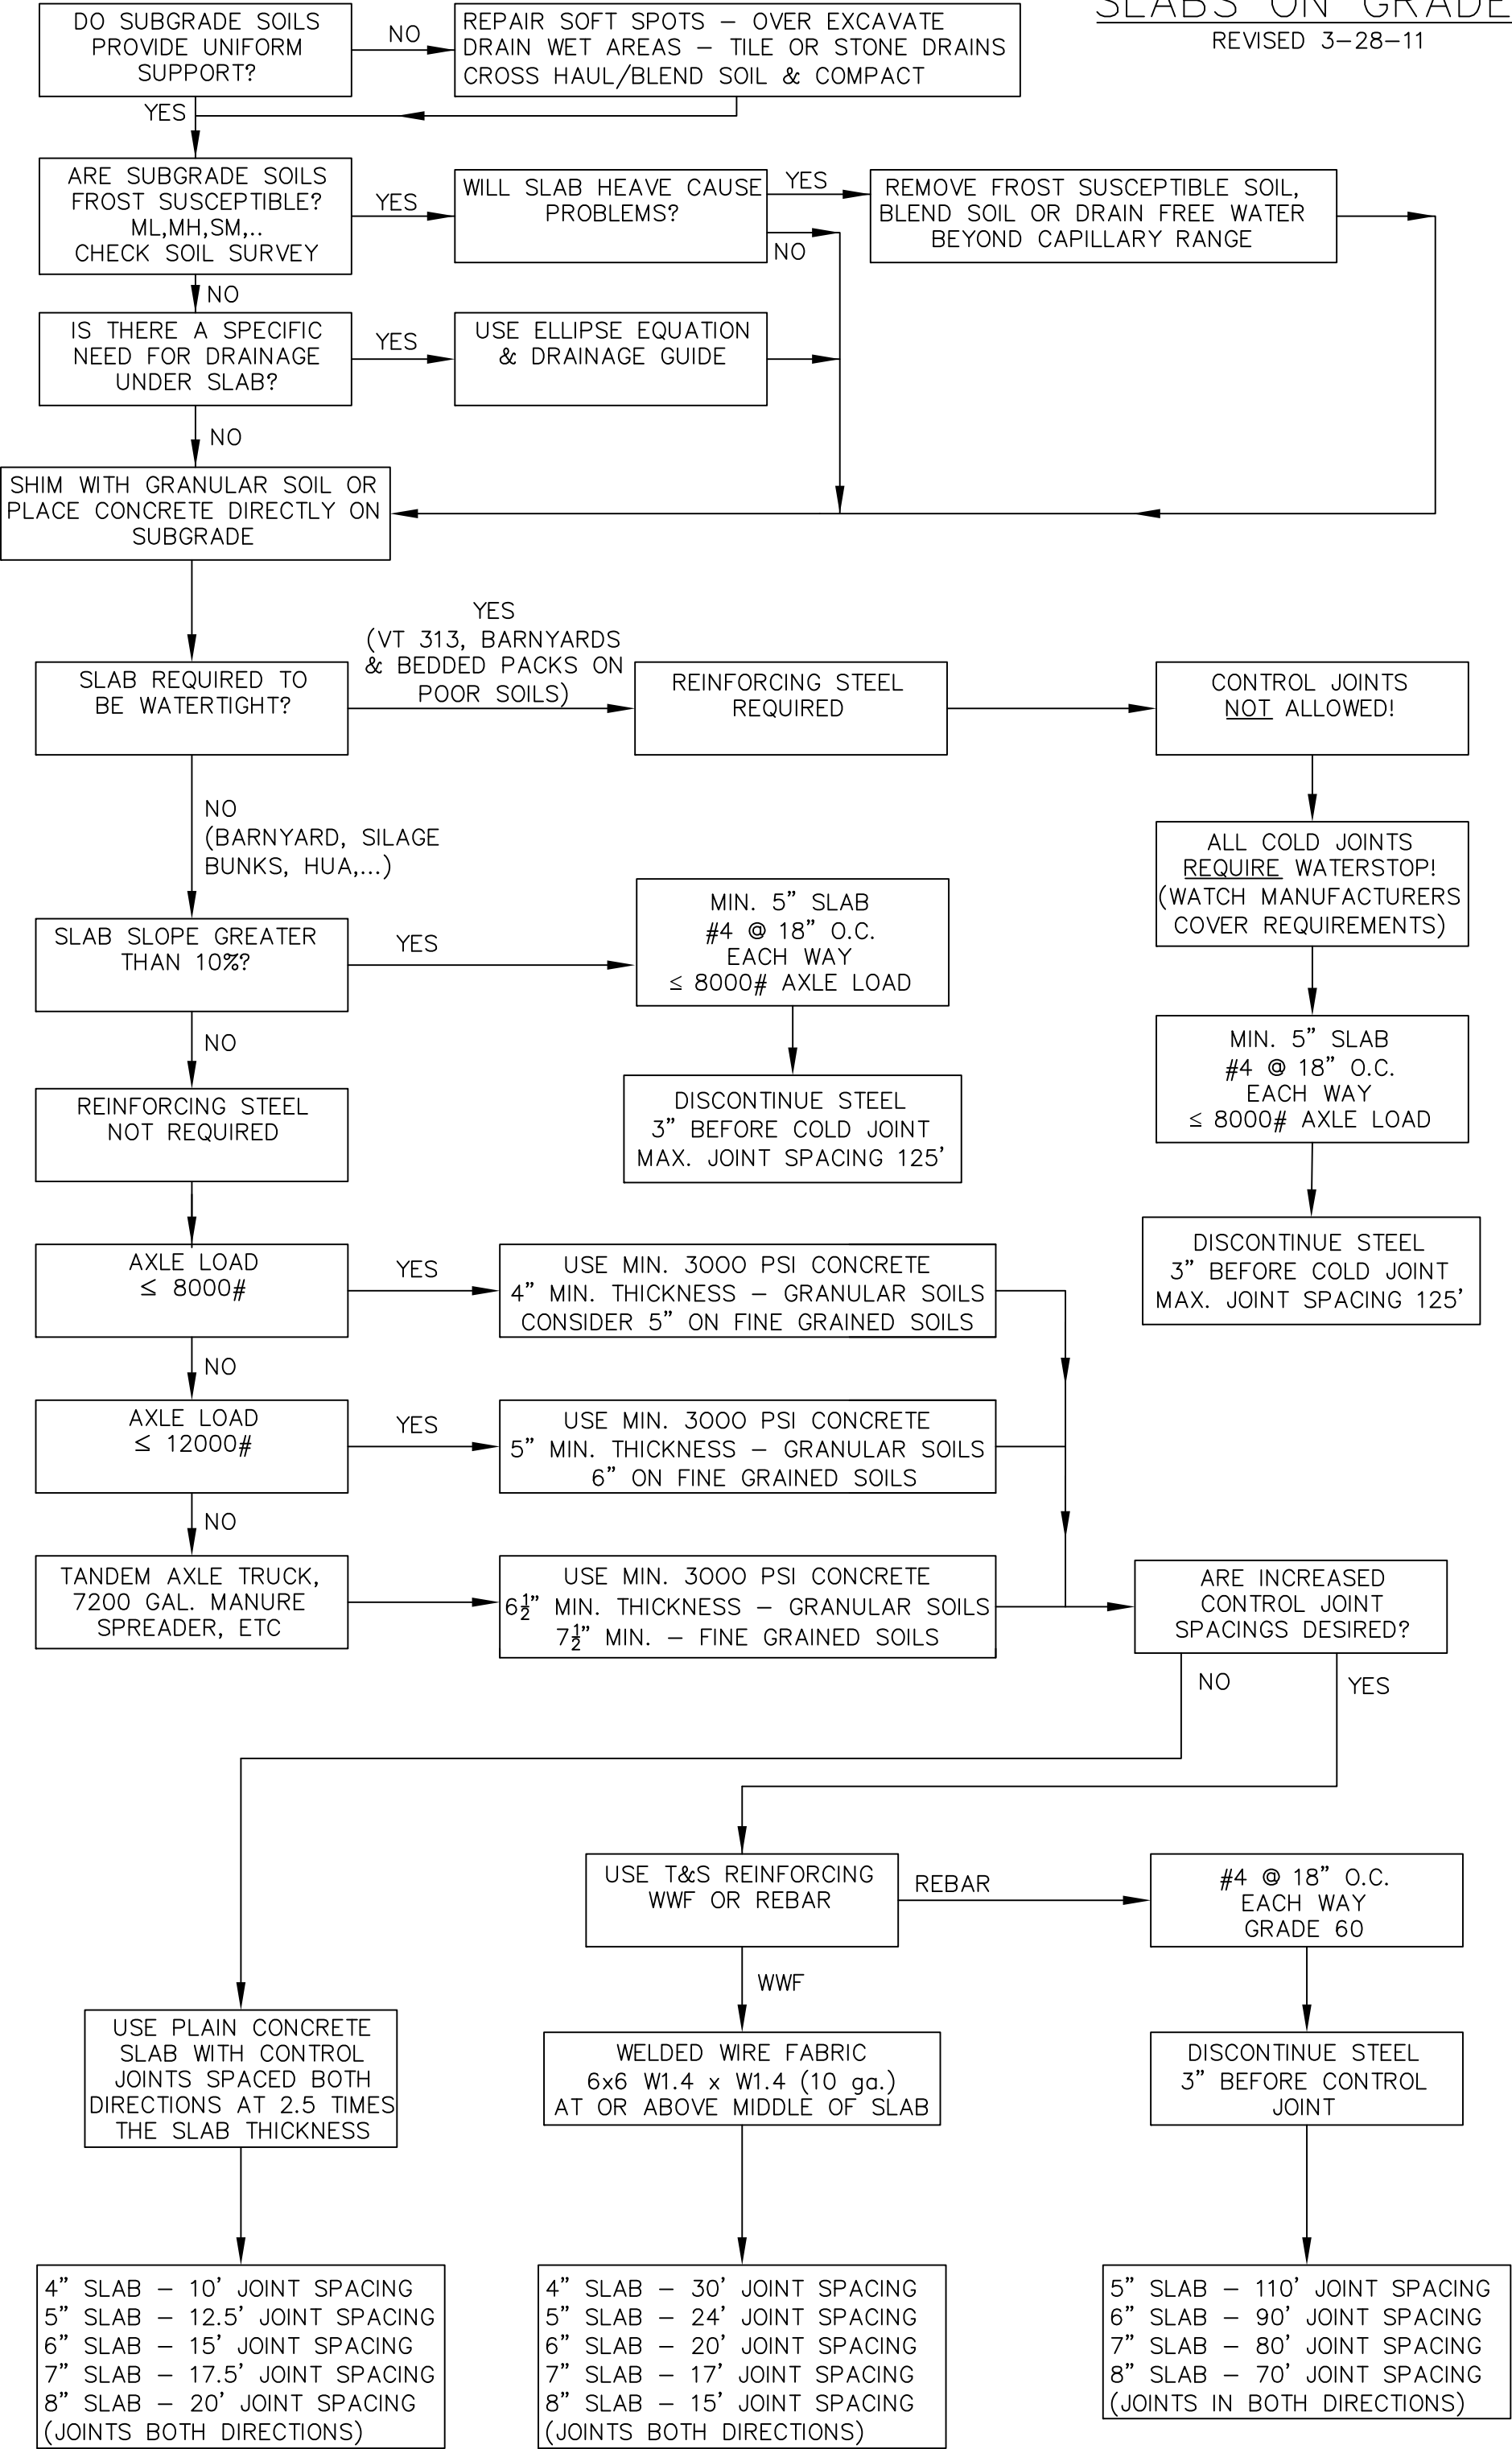 SLABS ON GRADE
REVISED 3-28-11
DO SUBGRADE SOILS
PROVIDE UNIFORM
SUPPORT?
NO
REPAIR SOFT SPOTS – OVER EXCAVATE
DRAIN WET AREAS – TILE OR STONE DRAINS
CROSS HAUL/BLEND SOIL & COMPACT
YES
ARE SUBGRADE SOILS
FROST SUSCEPTIBLE?
ML,MH,SM,..
CHECK SOIL SURVEY
YES
WILL SLAB HEAVE CAUSE
PROBLEMS?
YES
NO
REMOVE FROST SUSCEPTIBLE SOIL,
BLEND SOIL OR DRAIN FREE WATER
BEYOND CAPILLARY RANGE
NO
IS THERE A SPECIFIC
NEED FOR DRAINAGE
UNDER SLAB?
YES
USE ELLIPSE EQUATION
& DRAINAGE GUIDE
NO
SHIM WITH GRANULAR SOIL OR
PLACE CONCRETE DIRECTLY ON
SUBGRADE
SLAB REQUIRED TO
BE WATERTIGHT?
YES
(VT 313, BARNYARDS
& BEDDED PACKS ON
POOR SOILS)
REINFORCING STEEL
REQUIRED
CONTROL JOINTS
NOT ALLOWED!
NO
(BARNYARD, SILAGE
BUNKS, HUA,...)
ALL COLD JOINTS
REQUIRE WATERSTOP!
(WATCH MANUFACTURERS
COVER REQUIREMENTS)
SLAB SLOPE GREATER
THAN 10%?
YES
MIN. 5” SLAB
#4 @ 18” O.C.
EACH WAY
≤ 8000# AXLE LOAD
MIN. 5” SLAB
#4 @ 18” O.C.
EACH WAY
≤ 8000# AXLE LOAD
NO
REINFORCING STEEL
NOT REQUIRED
DISCONTINUE STEEL
3” BEFORE COLD JOINT
MAX. JOINT SPACING 125’
DISCONTINUE STEEL
3” BEFORE COLD JOINT
MAX. JOINT SPACING 125’
AXLE LOAD
≤ 8000#
YES
USE MIN. 3000 PSI CONCRETE
4” MIN. THICKNESS – GRANULAR SOILS
CONSIDER 5” ON FINE GRAINED SOILS
NO
AXLE LOAD
≤ 12000#
YES
USE MIN. 3000 PSI CONCRETE
5” MIN. THICKNESS – GRANULAR SOILS
6” ON FINE GRAINED SOILS
NO
TANDEM AXLE TRUCK,
7200 GAL. MANURE
SPREADER, ETC
USE MIN. 3000 PSI CONCRETE
6½” MIN. THICKNESS – GRANULAR SOILS
7½” MIN. – FINE GRAINED SOILS
ARE INCREASED
CONTROL JOINT
SPACINGS DESIRED?
NO
YES
USE T&S REINFORCING
WWF OR REBAR
REBAR
#4 @ 18” O.C.
EACH WAY
GRADE 60
WWF
USE PLAIN CONCRETE
SLAB WITH CONTROL
JOINTS SPACED BOTH
DIRECTIONS AT 2.5 TIMES
THE SLAB THICKNESS
WELDED WIRE FABRIC
6x6 W1.4 x W1.4 (10 ga.)
AT OR ABOVE MIDDLE OF SLAB
DISCONTINUE STEEL
3” BEFORE CONTROL
JOINT
4” SLAB – 10’ JOINT SPACING
5” SLAB – 12.5’ JOINT SPACING
6” SLAB – 15’ JOINT SPACING
7” SLAB – 17.5’ JOINT SPACING
8” SLAB – 20’ JOINT SPACING
(JOINTS BOTH DIRECTIONS)
4” SLAB – 30’ JOINT SPACING
5” SLAB – 24’ JOINT SPACING
6” SLAB – 20’ JOINT SPACING
7” SLAB – 17’ JOINT SPACING
8” SLAB – 15’ JOINT SPACING
(JOINTS BOTH DIRECTIONS)
5” SLAB – 110’ JOINT SPACING
6” SLAB – 90’ JOINT SPACING
7” SLAB – 80’ JOINT SPACING
8” SLAB – 70’ JOINT SPACING
(JOINTS IN BOTH DIRECTIONS)